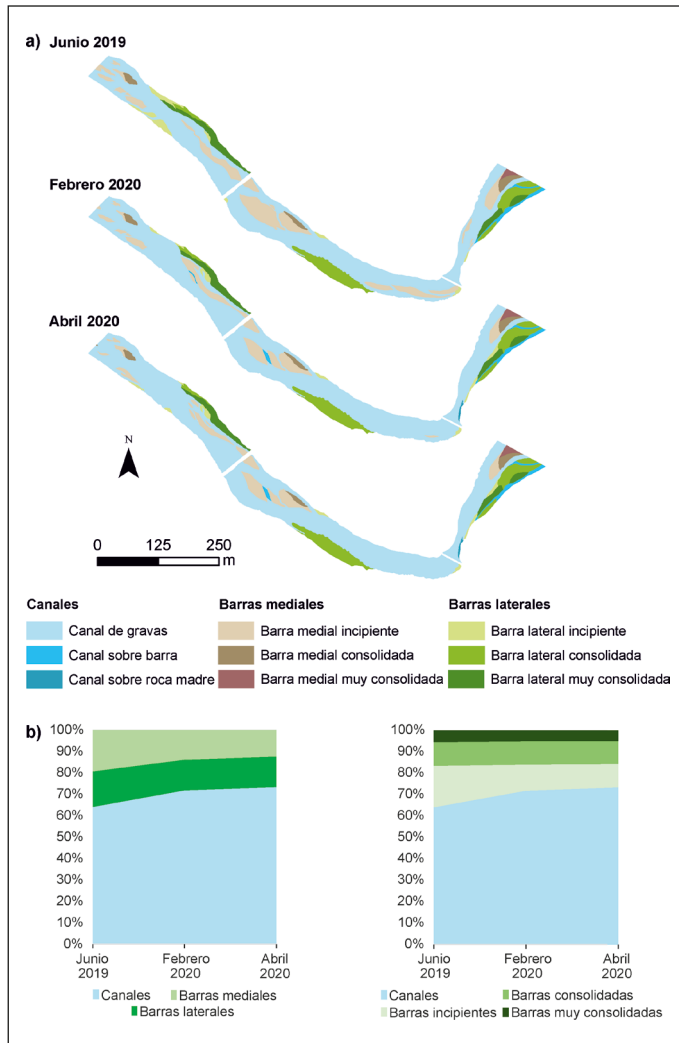 a) Junio 2019
Febrero 2020
Abril 2020
N
0 125 250
m
Canales
Canal de gravas
Canal sobre barra
Canal sobre roca madre
Barras mediales
Barra medial incipiente
Barra medial consolidada
Barra medial muy consolidada
Barras laterales
Barra lateral incipiente
Barra lateral consolidada
Barra lateral muy consolidada
b)
100%
90%
80%
70%
60%
50%
40%
30%
20%
10%
0%
Junio
2019
Febrero
2020
Abril
2020
Canales
Barras mediales
Barras laterales
100%
90%
80%
70%
60%
50%
40%
30%
20%
10%
0%
Junio
2019
Febrero
2020
Abril
2020
Canales
Barras consolidadas
Barras incipientes
Barras muy consolidadas